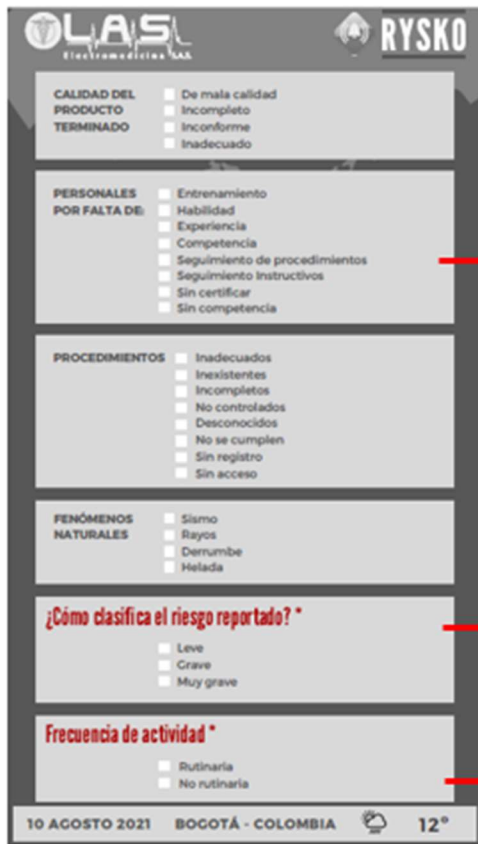 LAS
Electromedicina S.A.S.
RYSKO
CALIDAD DEL PRODUCTO TERMINADO
De mala calidad
Incompleto
Inconforme
Inadecuado
PERSONALES POR FALTA DE:
Entrenamiento
Habilidad
Experiencia
Competencia
Seguimiento de procedimientos
Seguimiento Instructivos
Sin certificar
Sin competencia
PROCEDIMIENTOS
Inadecuados
Inexistentes
Incompletos
No controlados
Desconocidos
No se cumplen
Sin registro
Sin acceso
FENÓMENOS NATURALES
Sismo
Rayos
Derrumbe
Helada
¿Cómo clasifica el riesgo reportado? *
Leve
Grave
Muy grave
Frecuencia de actividad *
Rutinaria
No rutinaria
10 AGOSTO 2021 BOGOTÁ - COLOMBIA 12°